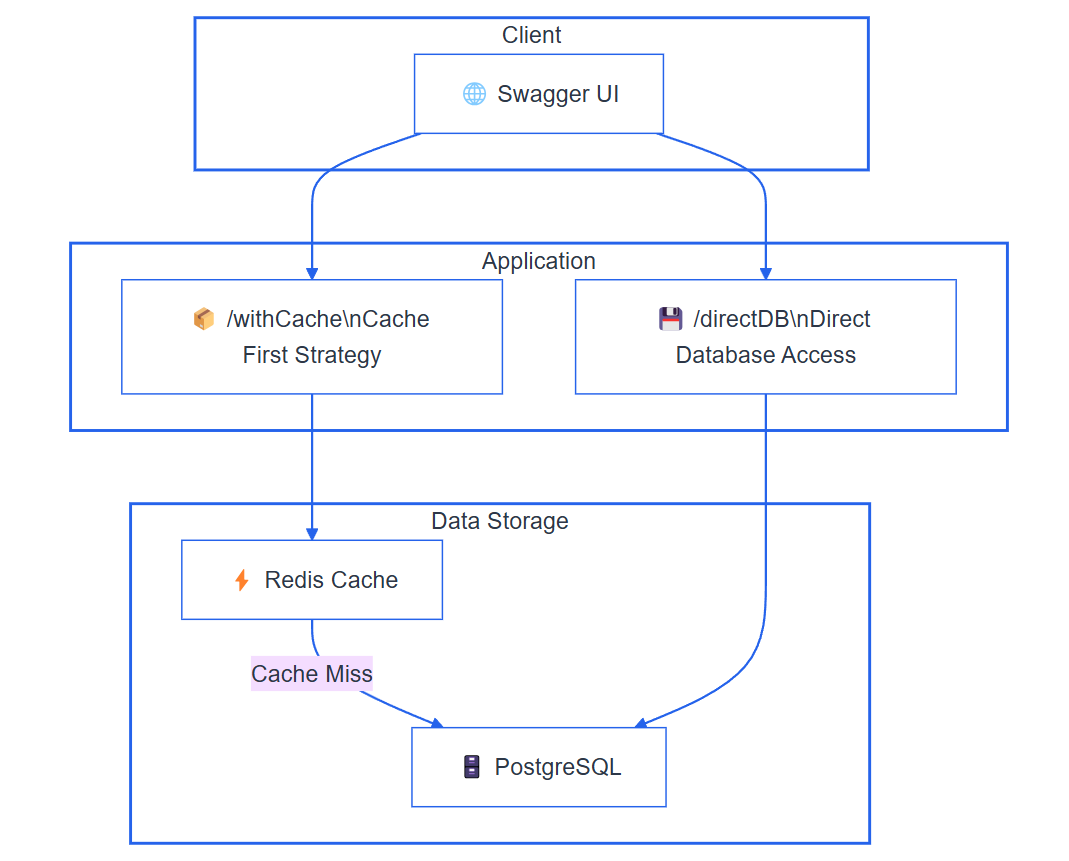 Client
🌐 Swagger UI
Application
📦 /withCache\nCache
First Strategy
💾 /directDB\nDirect
Database Access
Data Storage
⚡ Redis Cache
Cache Miss
🗄️ PostgreSQL